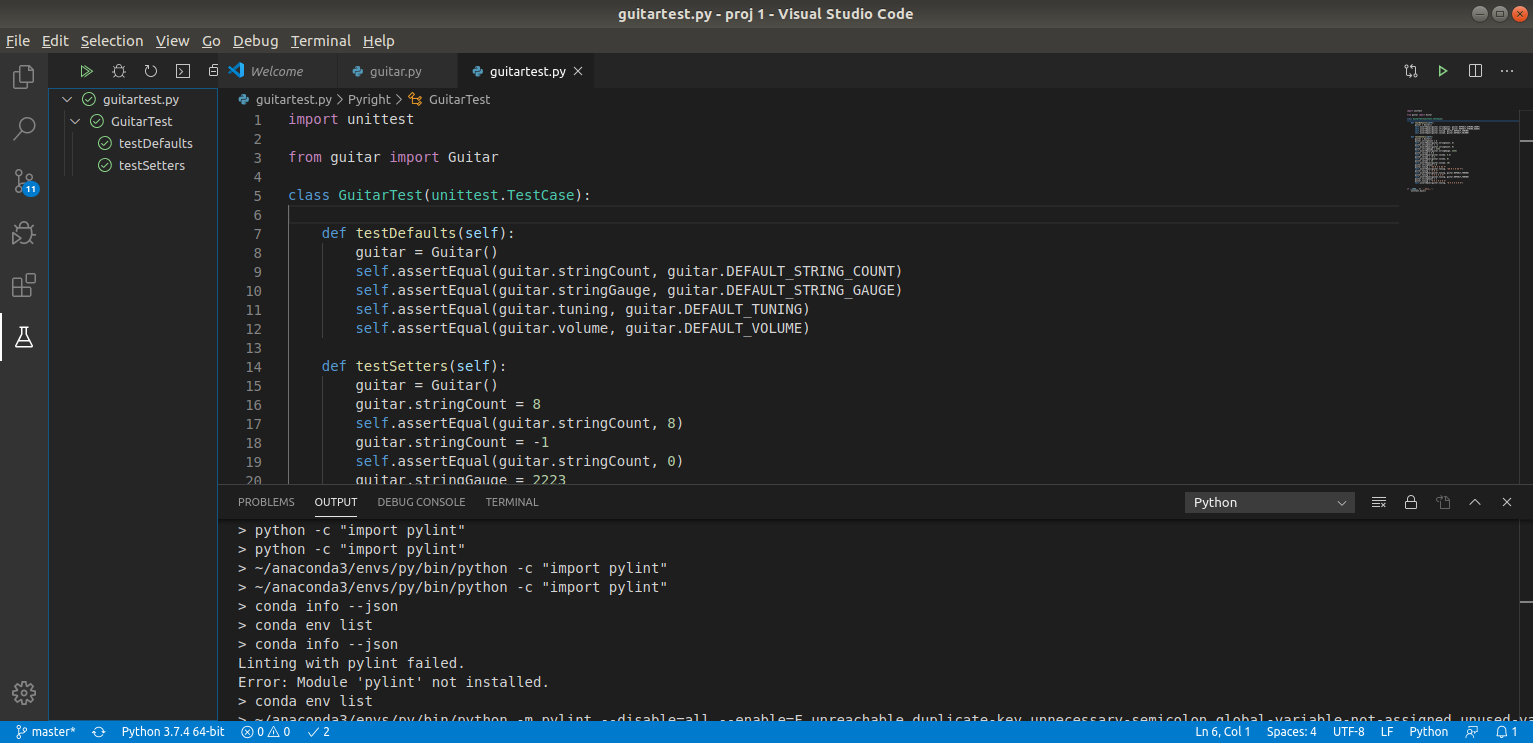 guitartest.py - proj 1 - Visual Studio Code
File Edit Selection View Go Debug Terminal Help
Welcome guitar.py guitartest.py
guitartest.py
GuitarTest
testDefaults
testSetters
11
guitartest.py > Pyright > GuitarTest
1 import unittest
2
3 from guitar import Guitar
4
5 class GuitarTest(unittest.TestCase):
6
7 def testDefaults(self):
8 guitar = Guitar()
9 self.assertEqual(guitar.stringCount, guitar.DEFAULT_STRING_COUNT)
10 self.assertEqual(guitar.stringGauge, guitar.DEFAULT_STRING_GAUGE)
11 self.assertEqual(guitar.tuning, guitar.DEFAULT_TUNING)
12 self.assertEqual(guitar.volume, guitar.DEFAULT_VOLUME)
13
14 def testSetters(self):
15 guitar = Guitar()
16 guitar.stringCount = 8
17 self.assertEqual(guitar.stringCount, 8)
18 guitar.stringCount = -1
19 self.assertEqual(guitar.stringCount, 0)
20 guitar.stringGauge = 2223
PROBLEMS OUTPUT DEBUG CONSOLE TERMINAL Python
> python -c "import pylint"
> python -c "import pylint"
> ~/anaconda3/envs/py/bin/python -c "import pylint"
> ~/anaconda3/envs/py/bin/python -c "import pylint"
> conda info --json
> conda env list
> conda info --json
Linting with pylint failed.
Error: Module 'pylint' not installed.
> conda env list
> ~/anaconda3/envs/py/bin/python -m pylint --disable=all --enable=F,unreachable,duplicate-key,unnecessary-semicolon,global-variable-not-assigned,unused-va
master* Python 3.7.4 64-bit 0 0 2 Ln 6, Col 1 Spaces: 4 UTF-8 LF Python 1